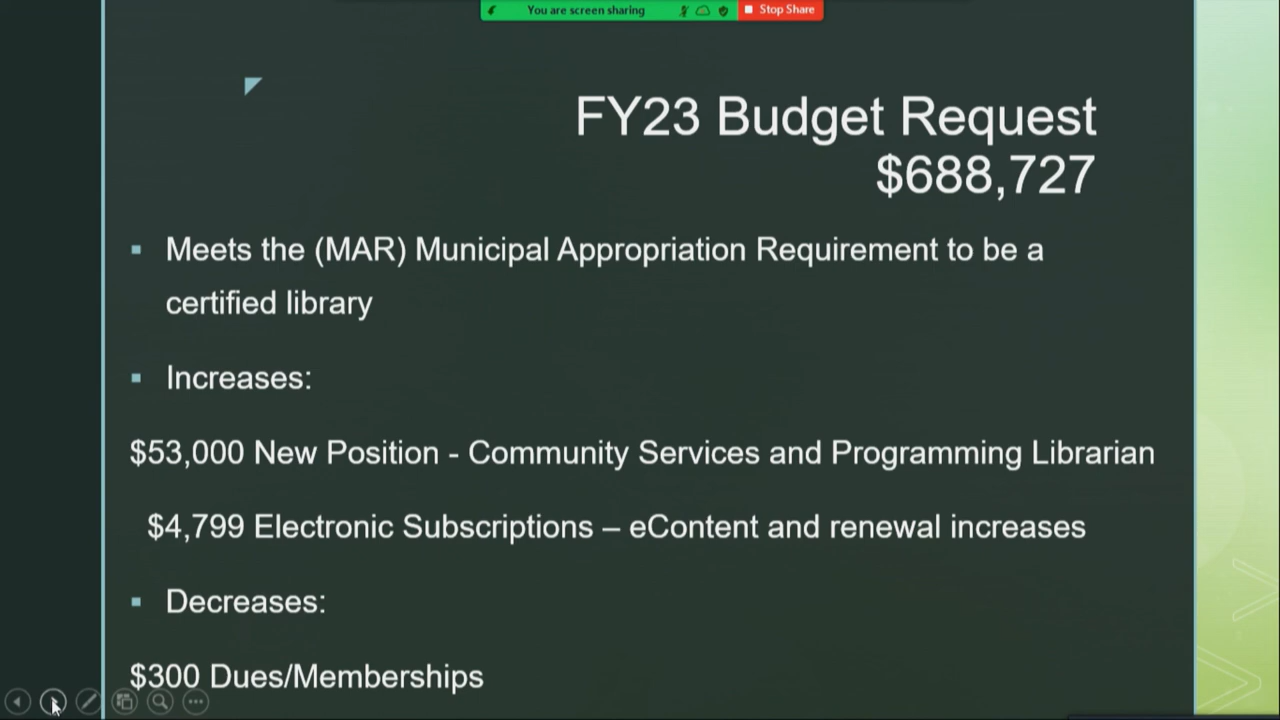 You are screen sharing
Stop Share
FY23 Budget Request
$688,727
▪ Meets the (MAR) Municipal Appropriation Requirement to be a
certified library
▪ Increases:
$53,000 New Position - Community Services and Programming Librarian
$4,799 Electronic Subscriptions – eContent and renewal increases
▪ Decreases:
$300 Dues/Memberships